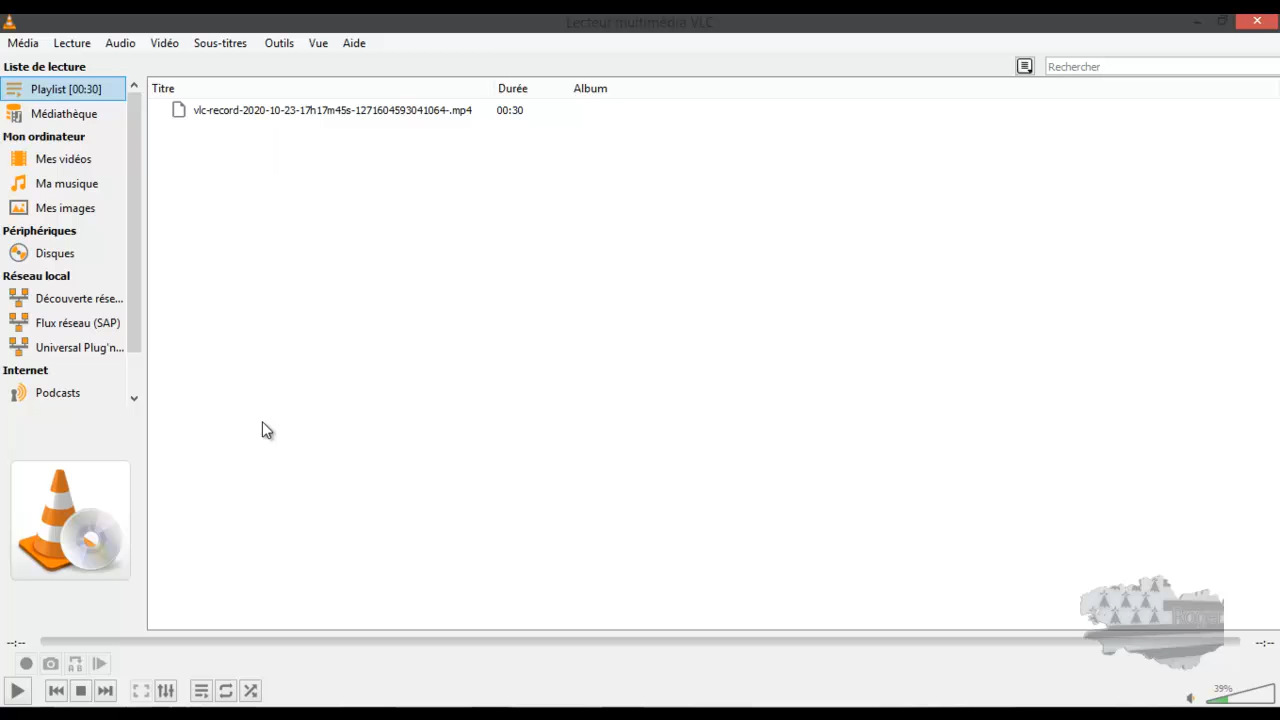 Lecteur multimédia VLC
Média Lecture Audio Vidéo Sous-titres Outils Vue Aide
Liste de lecture
Rechercher
Playlist [00:30]
Médiathèque
Mon ordinateur
Mes vidéos
Ma musique
Mes images
Périphériques
Disques
Réseau local
Découverte rése...
Flux réseau (SAP)
Universal Plug'n...
Internet
Podcasts
Titre Durée Album
vlc-record-2020-10-23-17h17m45s-1271604593041064-.mp4 00:30
--:--
--:--
A B
39%